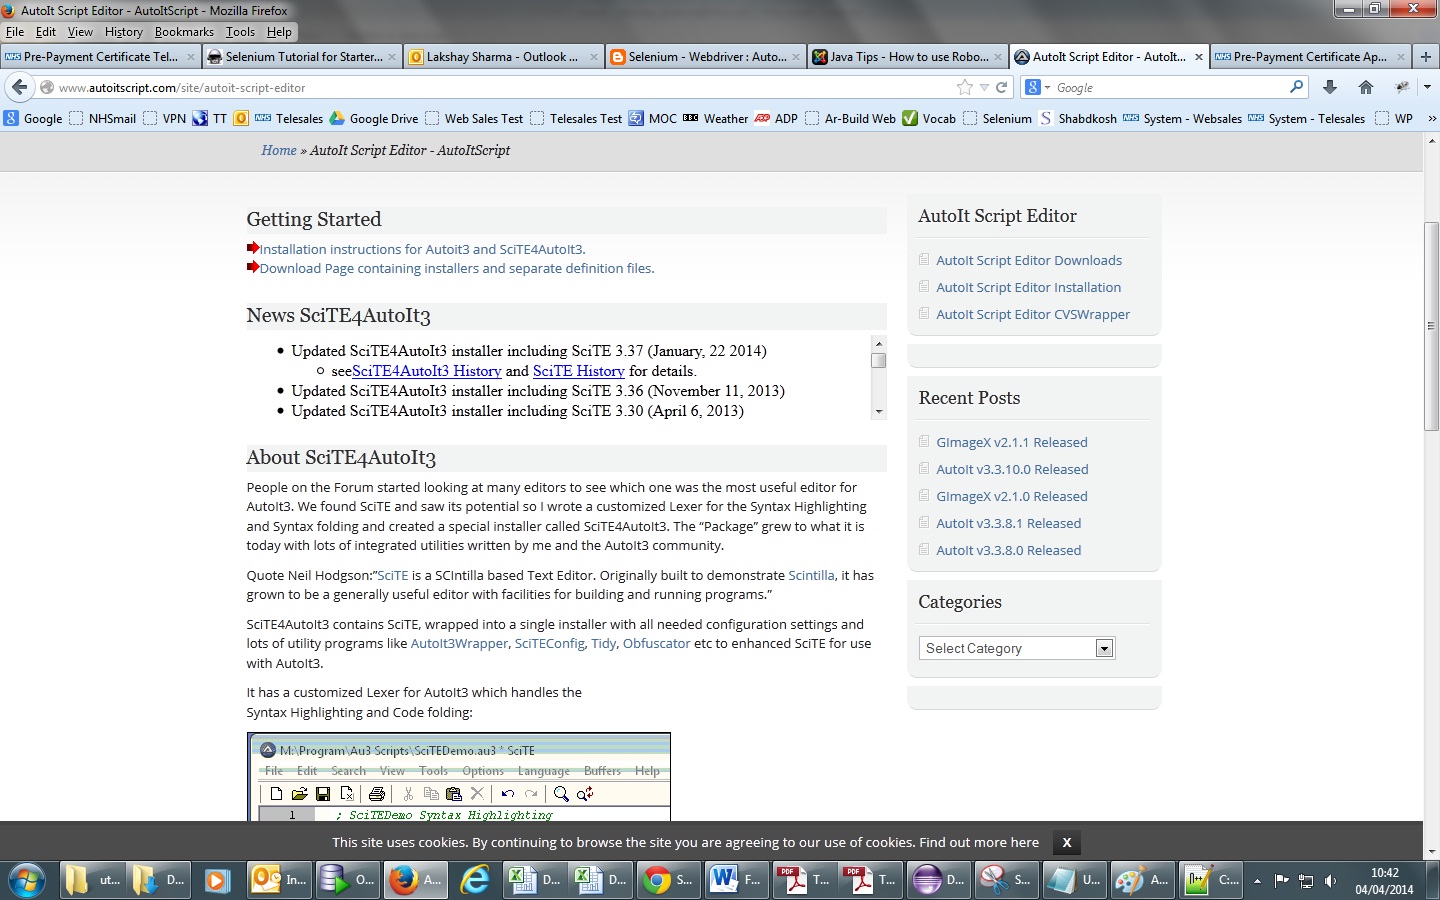 AutoIt Script Editor - AutoItScript - Mozilla Firefox
File Edit View History Bookmarks Tools Help
Pre-Payment Certificate Tel... Selenium Tutorial for Starter... Lakshay Sharma - Outlook ... Selenium - Webdriver : Auto... Java Tips - How to use Robo... AutoIt Script Editor - AutoIt... Pre-Payment Certificate Ap...
www.autoitscript.com/site/autoit-script-editor Google
Google NHSmail VPN TT Telesales Google Drive Web Sales Test Telesales Test MOC Weather ADP Ar-Build Web Vocab Selenium Shabdkosh System - Websales System - Telesales WP
Home » AutoIt Script Editor - AutoItScript
Getting Started
Installation instructions for Autoit3 and SciTE4AutoIt3.
Download Page containing installers and separate definition files.
News SciTE4AutoIt3
Updated SciTE4AutoIt3 installer including SciTE 3.37 (January, 22 2014)
seeSciTE4AutoIt3 History and SciTE History for details.
Updated SciTE4AutoIt3 installer including SciTE 3.36 (November 11, 2013)
Updated SciTE4AutoIt3 installer including SciTE 3.30 (April 6, 2013)
About SciTE4AutoIt3
People on the Forum started looking at many editors to see which one was the most useful editor for
AutoIt3. We found SciTE and saw its potential so I wrote a customized Lexer for the Syntax Highlighting
and Syntax folding and created a special installer called SciTE4AutoIt3. The “Package” grew to what it is
today with lots of integrated utilities written by me and the AutoIt3 community.
Quote Neil Hodgson:”SciTE is a SCIntilla based Text Editor. Originally built to demonstrate Scintilla, it has
grown to be a generally useful editor with facilities for building and running programs.”
SciTE4AutoIt3 contains SciTE, wrapped into a single installer with all needed configuration settings and
lots of utility programs like AutoIt3Wrapper, SciTEConfig, Tidy, Obfuscator etc to enhanced SciTE for use
with AutoIt3.
It has a customized Lexer for AutoIt3 which handles the
Syntax Highlighting and Code folding:
M:\Program\Au3 Scripts\SciTEDemo.au3 * SciTE
File Edit Search View Tools Options Language Buffers Help
1 ; SciTEDemo Syntax Highlighting
AutoIt Script Editor
AutoIt Script Editor Downloads
AutoIt Script Editor Installation
AutoIt Script Editor CVSWrapper
Recent Posts
GImageX v2.1.1 Released
AutoIt v3.3.10.0 Released
GImageX v2.1.0 Released
AutoIt v3.3.8.1 Released
AutoIt v3.3.8.0 Released
Categories
Select Category
This site uses cookies. By continuing to browse the site you are agreeing to our use of cookies. Find out more here X
ut... D... In... O... A... D... D... S... F... T... T... D... S... U... A... C:... 10:42
04/04/2014